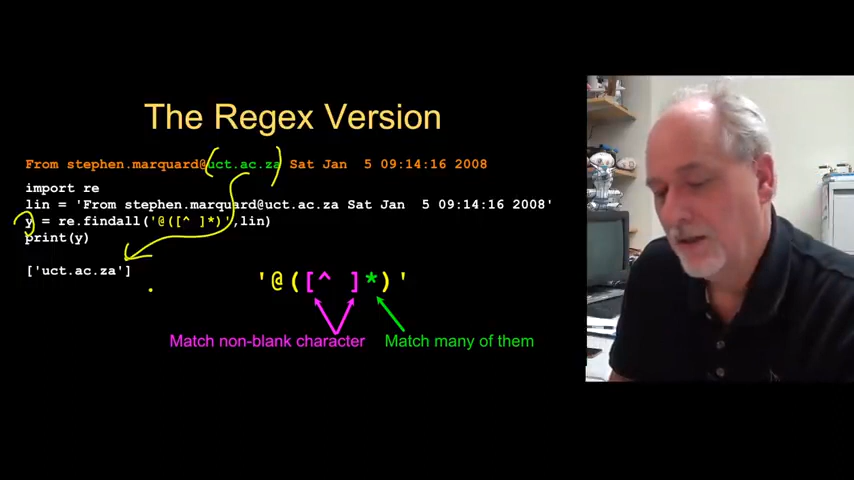 The Regex Version
From stephen.marquard@uct.ac.za Sat Jan  5 09:14:16 2008
import re
lin = 'From stephen.marquard@uct.ac.za Sat Jan  5 09:14:16 2008'
y = re.findall('@([^ ]*)',lin)
print(y)
['uct.ac.za']
'@([^ ]*)'
Match non-blank character
Match many of them